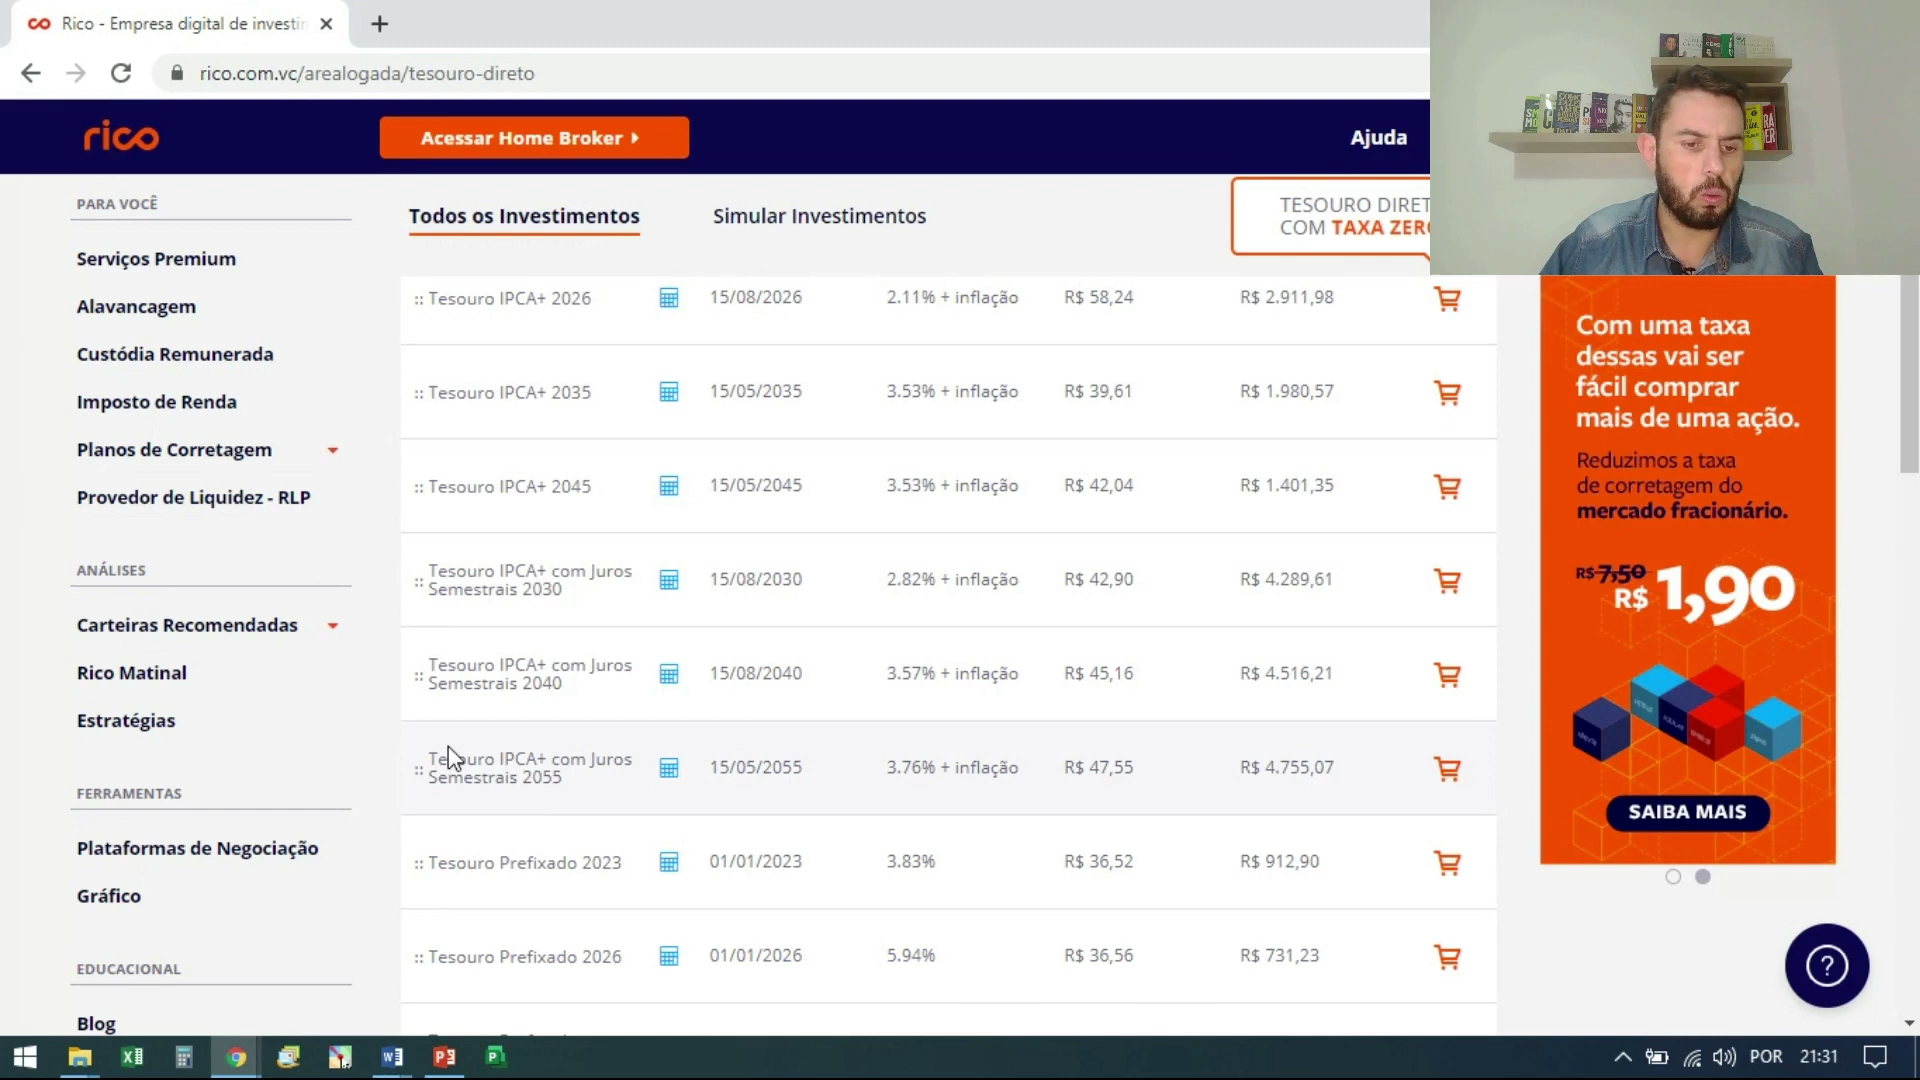 Rico - Empresa digital de investin
rico.com.vc/arealogada/tesouro-direto
rico
Acessar Home Broker
Ajuda
PARA VOCÊ
Serviços Premium
Alavancagem
Custódia Remunerada
Imposto de Renda
Planos de Corretagem
Provedor de Liquidez - RLP
ANÁLISES
Carteiras Recomendadas
Rico Matinal
Estratégias
FERRAMENTAS
Plataformas de Negociação
Gráfico
EDUCACIONAL
Blog
Todos os Investimentos
Simular Investimentos
TESOURO DIRET
COM TAXA ZER
:: Tesouro IPCA+ 2026 15/08/2026 2.11% + inflação R$ 58,24 R$ 2.911,98
:: Tesouro IPCA+ 2035 15/05/2035 3.53% + inflação R$ 39,61 R$ 1.980,57
:: Tesouro IPCA+ 2045 15/05/2045 3.53% + inflação R$ 42,04 R$ 1.401,35
:: Tesouro IPCA+ com Juros
Semestrais 2030 15/08/2030 2.82% + inflação R$ 42,90 R$ 4.289,61
:: Tesouro IPCA+ com Juros
Semestrais 2040 15/08/2040 3.57% + inflação R$ 45,16 R$ 4.516,21
:: Tesouro IPCA+ com Juros
Semestrais 2055 15/05/2055 3.76% + inflação R$ 47,55 R$ 4.755,07
:: Tesouro Prefixado 2023 01/01/2023 3.83% R$ 36,52 R$ 912,90
:: Tesouro Prefixado 2026 01/01/2026 5.94% R$ 36,56 R$ 731,23
Com uma taxa
dessas vai ser
fácil comprar
mais de uma ação.
Reduzimos a taxa
de corretagem do
mercado fracionário.
R$7,50
R$ 1,90
SAIBA MAIS
?
POR
21:31